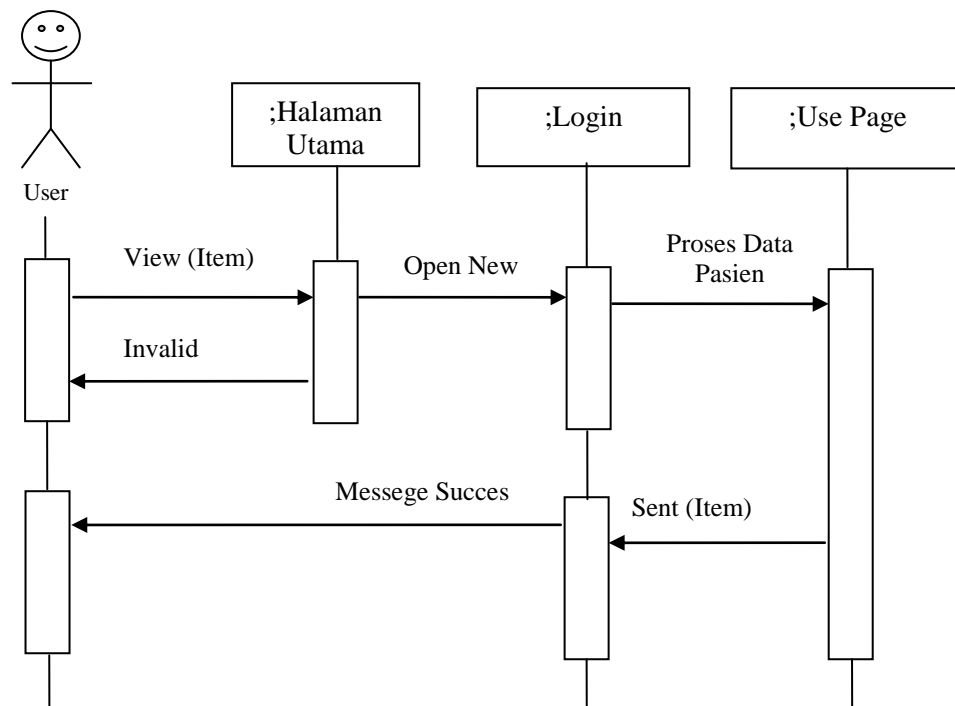 ;Halaman
Utama
;Login
;Use Page
User
View (Item)
Open New
Proses Data
Pasien
Invalid
Messege Succes
Sent (Item)